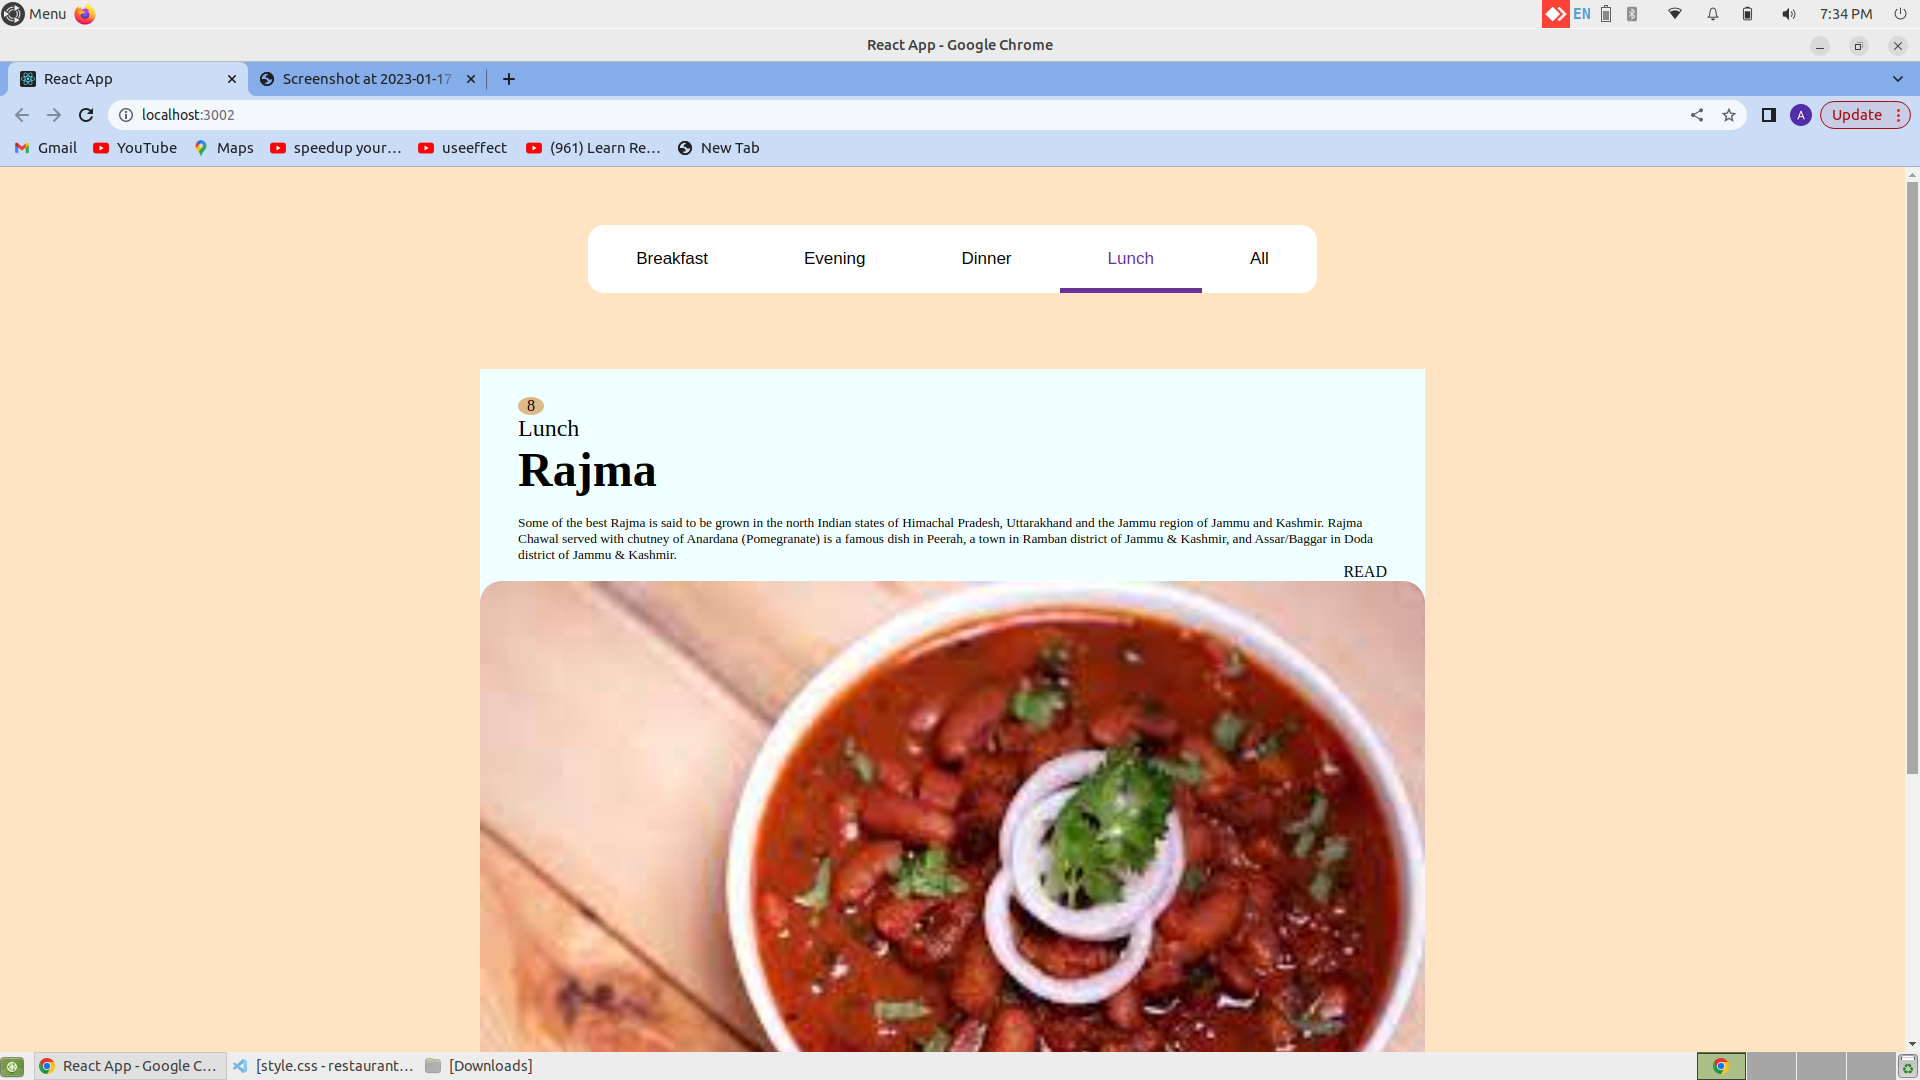 Menu
EN
7:34 PM
React App - Google Chrome
React App
Screenshot at 2023-01-17
localhost:3002
A
Update
Gmail
YouTube
Maps
speedup your…
useeffect
(961) Learn Re…
New Tab
Breakfast
Evening
Dinner
Lunch
All
8
Lunch
Rajma
Some of the best Rajma is said to be grown in the north Indian states of Himachal Pradesh, Uttarakhand and the Jammu region of Jammu and Kashmir. Rajma
Chawal served with chutney of Anardana (Pomegranate) is a famous dish in Peerah, a town in Ramban district of Jammu & Kashmir, and Assar/Baggar in Doda
district of Jammu & Kashmir.
READ
React App - Google C…
[style.css - restaurant…
[Downloads]